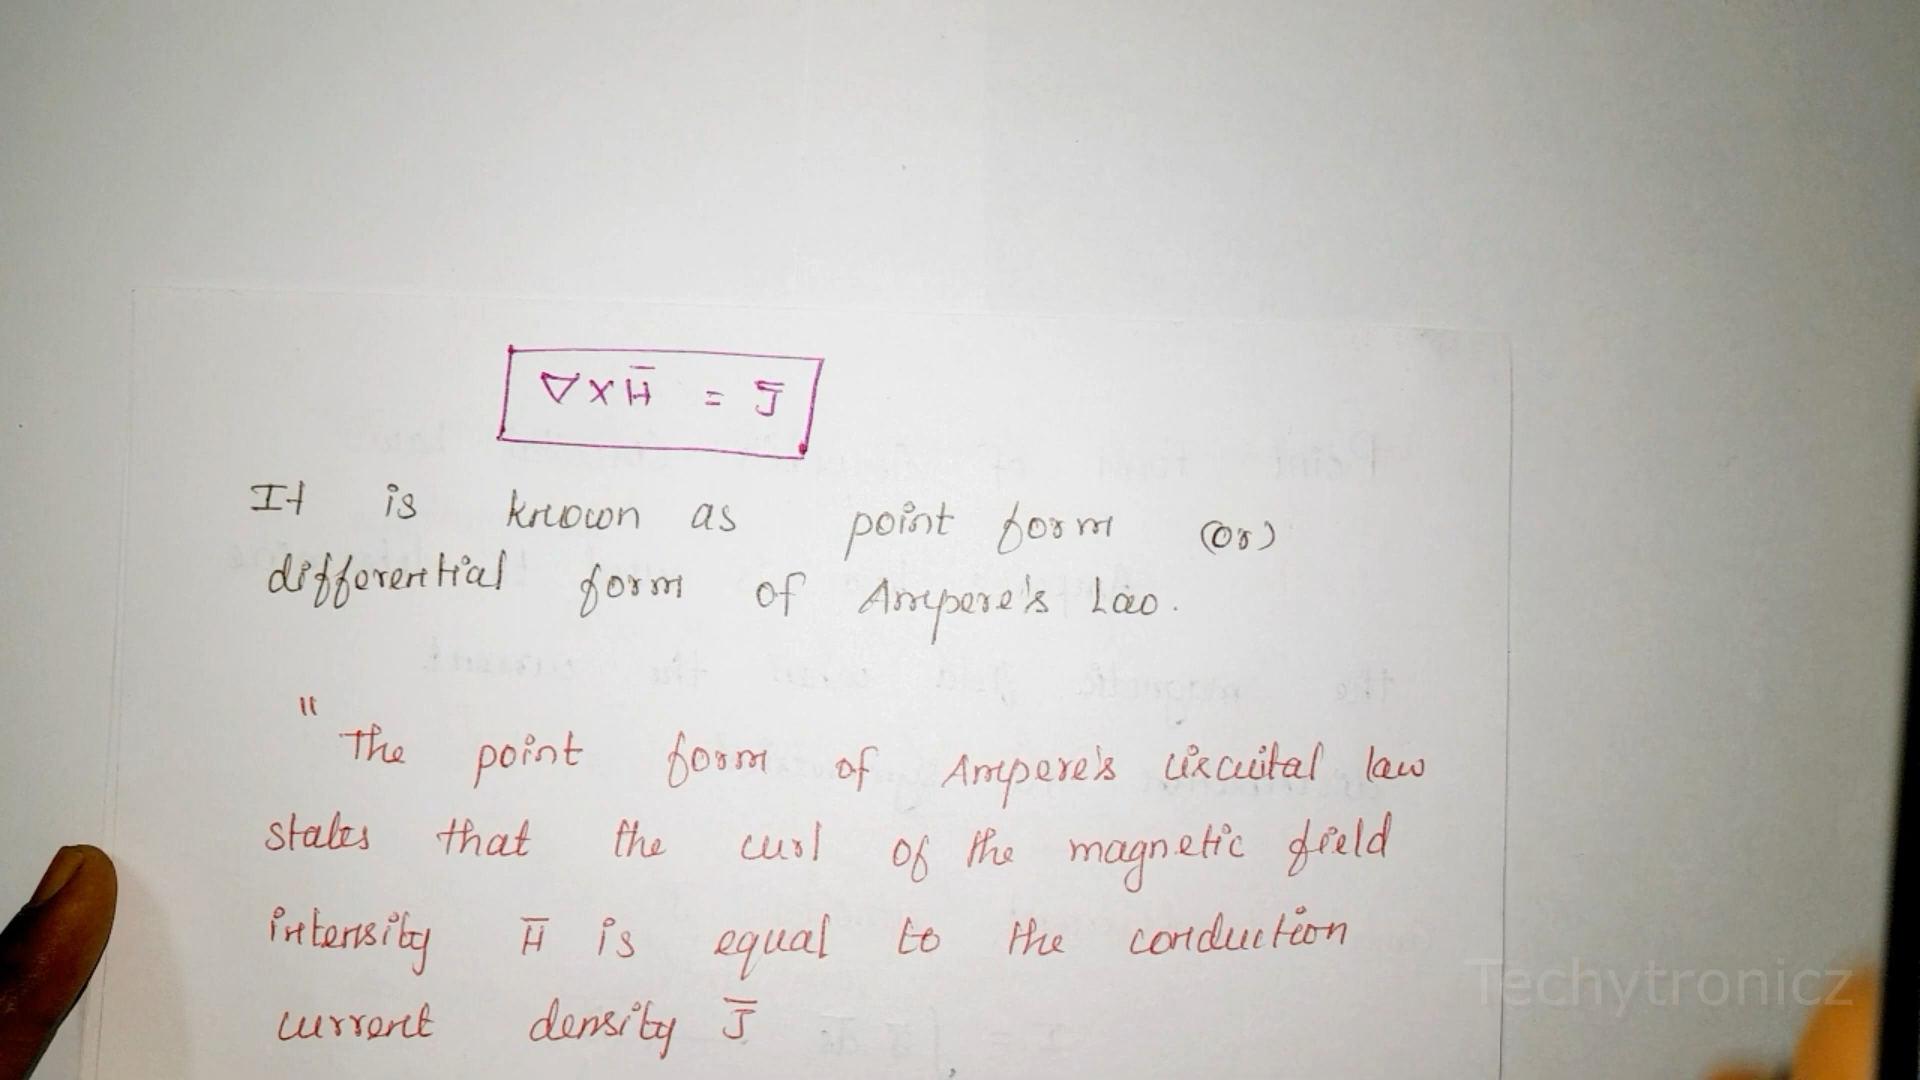 ∇ × H̅ = J̅
It is known as point form (or)
differential form of Ampere's Law.
"The point form of Ampere's circuital law
states that the curl of the magnetic field
intensity H̅ is equal to the conduction
current density J̅
Techytronicz